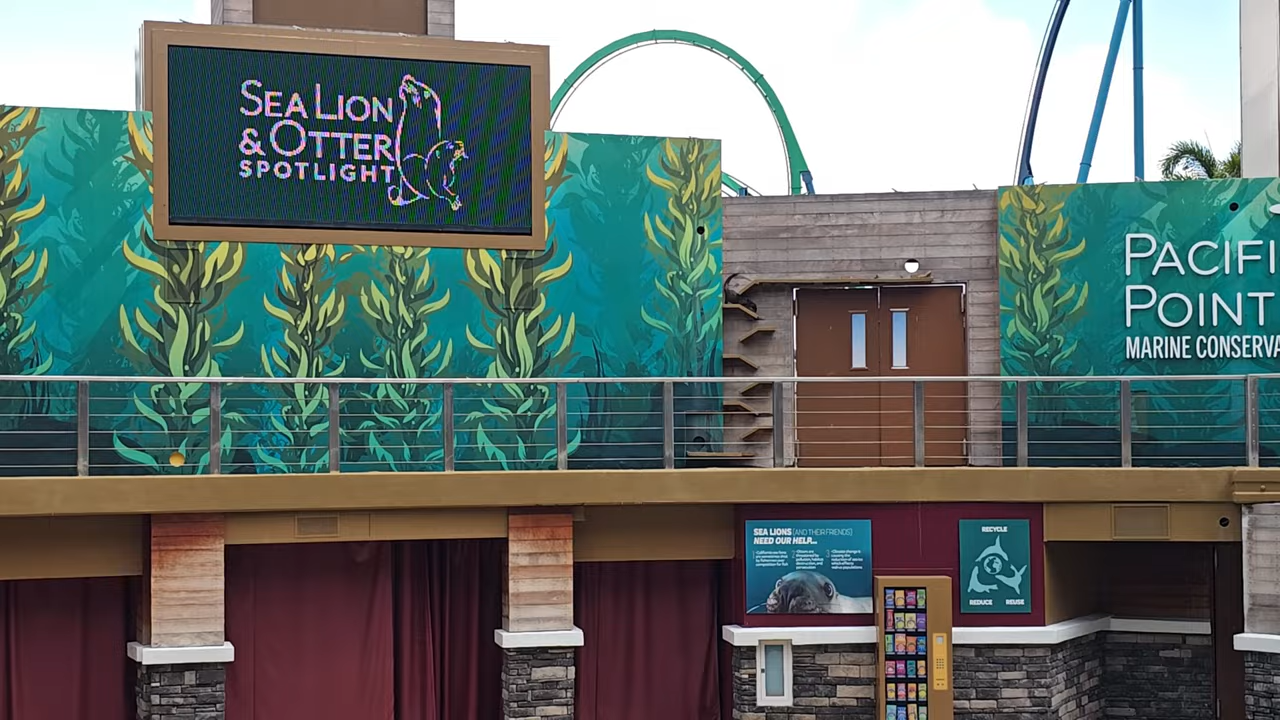 SEA LION
& OTTER
SPOTLIGHT
PACIFI
POINT
MARINE CONSERVA
SEA LIONS (AND THEIR FRIENDS)
NEED OUR HELP...
RECYCLE
REDUCE REUSE